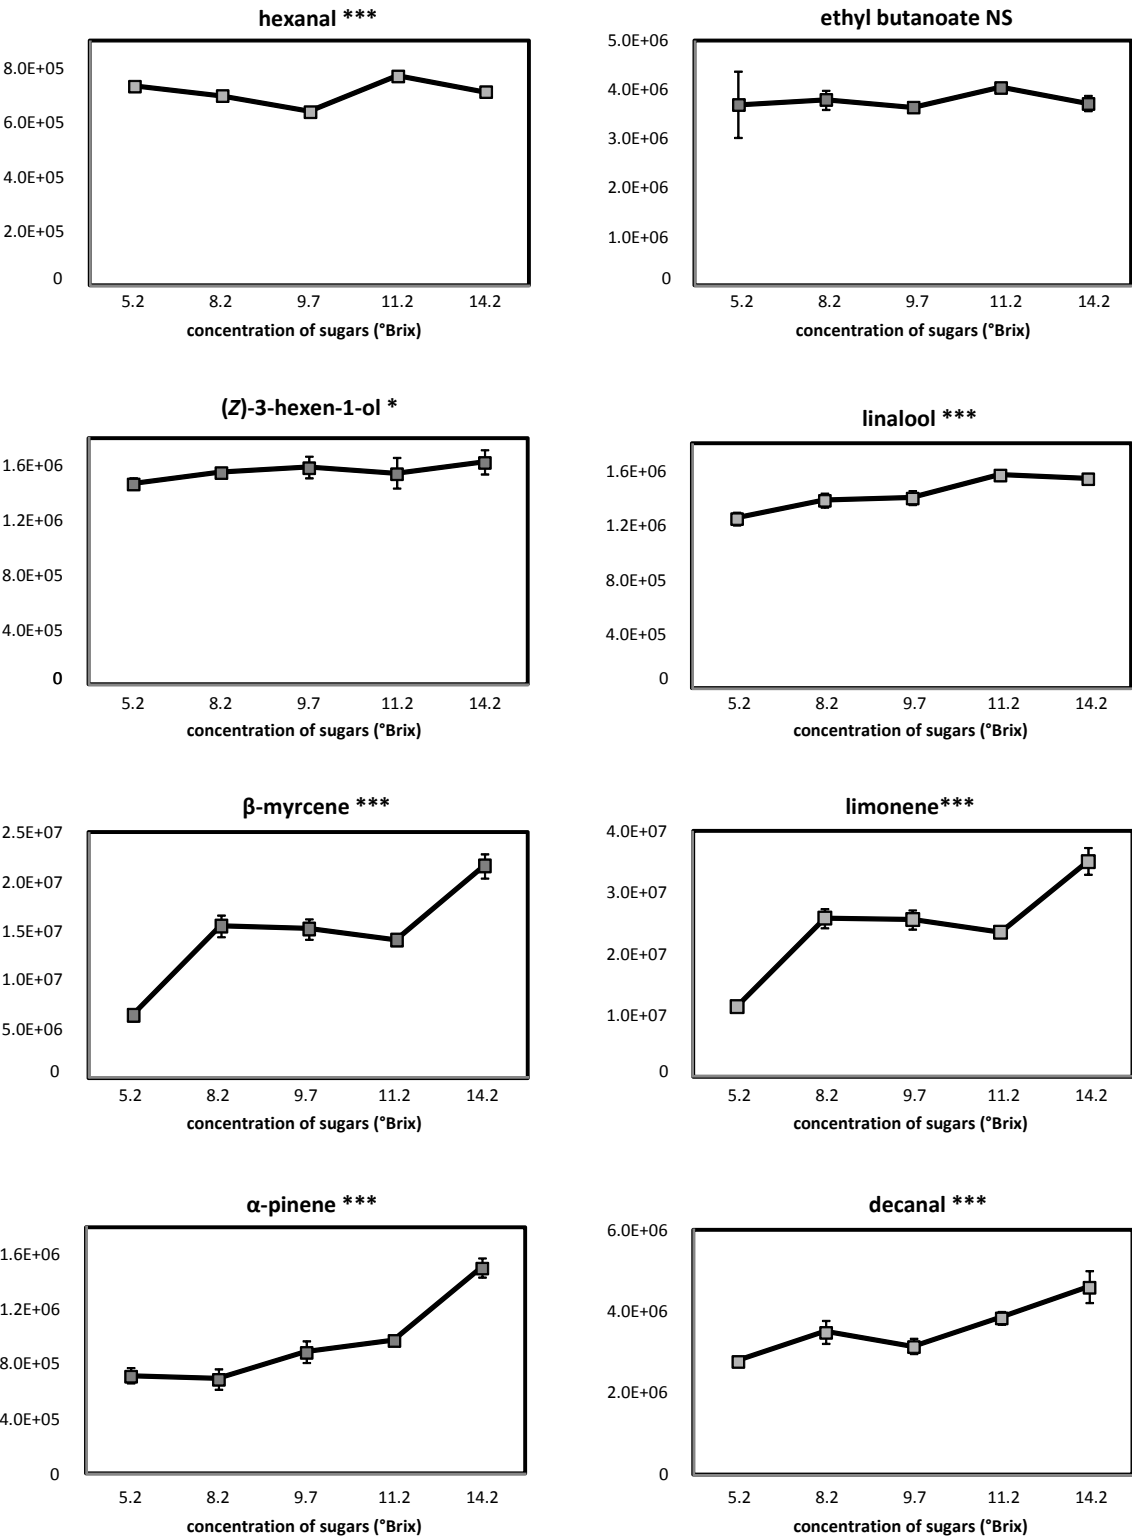 hexanal ***
8.0E+05
6.0E+05
4.0E+05
2.0E+05
0
5.2 8.2 9.7 11.2 14.2
concentration of sugars (°Brix)
ethyl butanoate NS
5.0E+06
4.0E+06
3.0E+06
2.0E+06
1.0E+06
0
5.2 8.2 9.7 11.2 14.2
concentration of sugars (°Brix)
(Z)-3-hexen-1-ol *
1.6E+06
1.2E+06
8.0E+05
4.0E+05
0
5.2 8.2 9.7 11.2 14.2
concentration of sugars (°Brix)
linalool ***
1.6E+06
1.2E+06
8.0E+05
4.0E+05
0
5.2 8.2 9.7 11.2 14.2
concentration of sugars (°Brix)
β-myrcene ***
2.5E+07
2.0E+07
1.5E+07
1.0E+07
5.0E+06
0
5.2 8.2 9.7 11.2 14.2
concentration of sugars (°Brix)
limonene***
4.0E+07
3.0E+07
2.0E+07
1.0E+07
0
5.2 8.2 9.7 11.2 14.2
concentration of sugars (°Brix)
α-pinene ***
1.6E+06
1.2E+06
8.0E+05
4.0E+05
0
5.2 8.2 9.7 11.2 14.2
concentration of sugars (°Brix)
decanal ***
6.0E+06
4.0E+06
2.0E+06
0
5.2 8.2 9.7 11.2 14.2
concentration of sugars (°Brix)